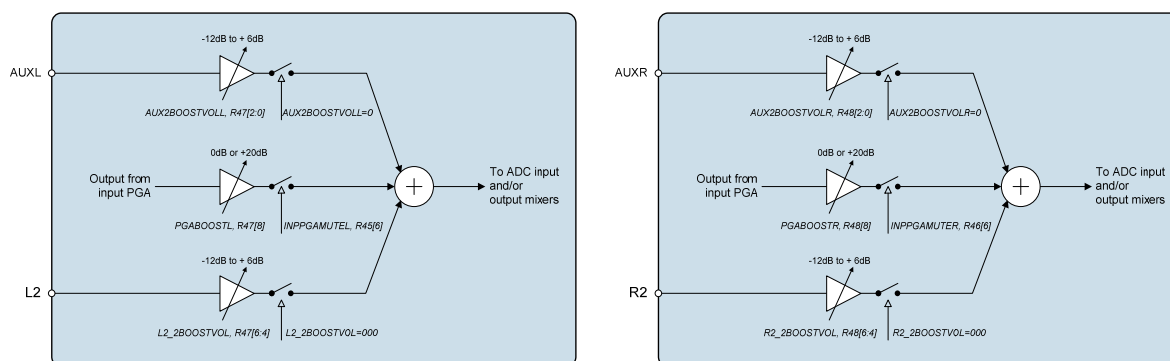 -12dB to + 6dB
AUXL
AUX2BOOSTVOLL, R47[2:0]
AUX2BOOSTVOLL=0
0dB or +20dB
Output from
input PGA
To ADC input
and/or
output mixers
PGABOOSTL, R47[8]
INPPGAMUTEL, R45[6]
-12dB to + 6dB
L2
L2_2BOOSTVOL, R47[6:4]
L2_2BOOSTV0L=000
-12dB to + 6dB
AUXR
AUX2BOOSTVOLR, R48[2:0]
AUX2BOOSTVOLR=0
0dB or +20dB
Output from
input PGA
To ADC input
and/or
output mixers
PGABOOSTR, R48[8]
INPPGAMUTER, R46[6]
-12dB to + 6dB
R2
R2_2BOOSTVOL, R48[6:4]
R2_2BOOSTV0L=000